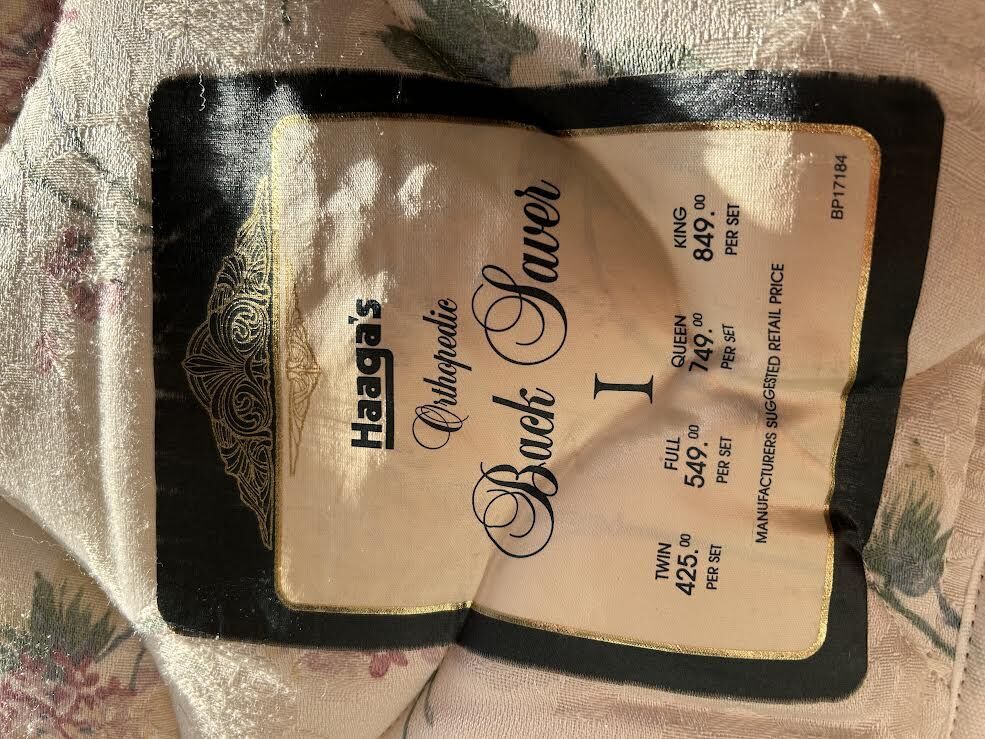 Haaga's
Orthopedic
Back Saver
I
TWIN FULL QUEEN KING
425.00 549.00 749.00 849.00
PER SET PER SET PER SET PER SET
MANUFACTURERS SUGGESTED RETAIL PRICE
BP17184